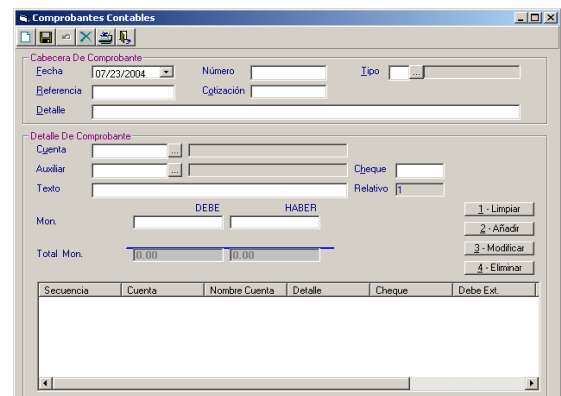 Comprobantes Contables
Cabecera De Comprobante
Fecha 07/23/2004 Número Tipo ...
Referencia Cotización
Detalle
Detalle De Comprobante
Cuenta ...
Auxiliar ... Cheque
Texto Relativo 1
DEBE HABER 1 - Limpiar
Mon. 2 - Añadir
3 - Modificar
Total Mon. 0.00 0.00
4 - Eliminar
Secuencia Cuenta Nombre Cuenta Detalle Cheque Debe Ext.